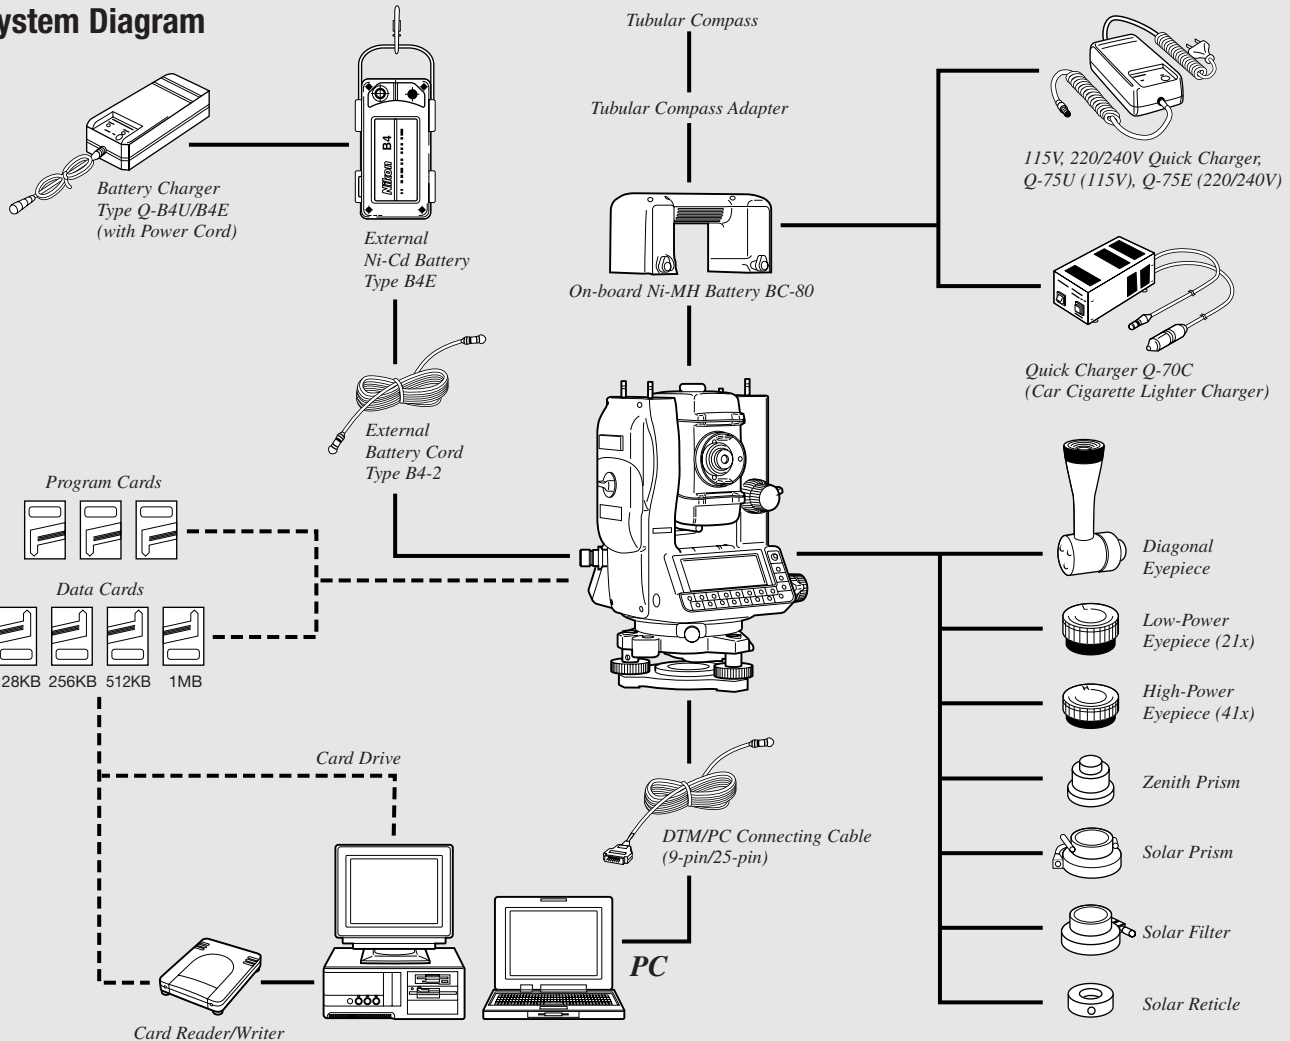 ystem Diagram
Tubular Compass
Tubular Compass Adapter
115V, 220/240V Quick Charger,
Q-75U (115V), Q-75E (220/240V)
Battery Charger
Type Q-B4U/B4E
(with Power Cord)
Nikon B4
External
Ni-Cd Battery
Type B4E
On-board Ni-MH Battery BC-80
Quick Charger Q-70C
(Car Cigarette Lighter Charger)
External
Battery Cord
Type B4-2
Program Cards
Data Cards
28KB 256KB 512KB 1MB
Diagonal
Eyepiece
Low-Power
Eyepiece (21x)
High-Power
Eyepiece (41x)
Zenith Prism
Solar Prism
Solar Filter
Solar Reticle
Card Drive
DTM/PC Connecting Cable
(9-pin/25-pin)
PC
Card Reader/Writer